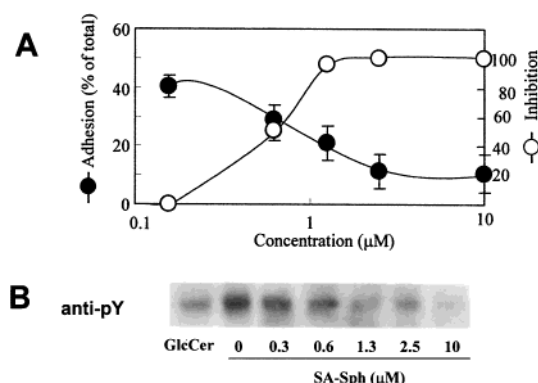 A
60
40
20
0
Adhesion (% of total)
100
80
60
40
20
Inhibition
0.1 1 10
Concentration (μM)
B
anti-pY
GlcCer 0 0.3 0.6 1.3 2.5 10
SA-Sph (μM)